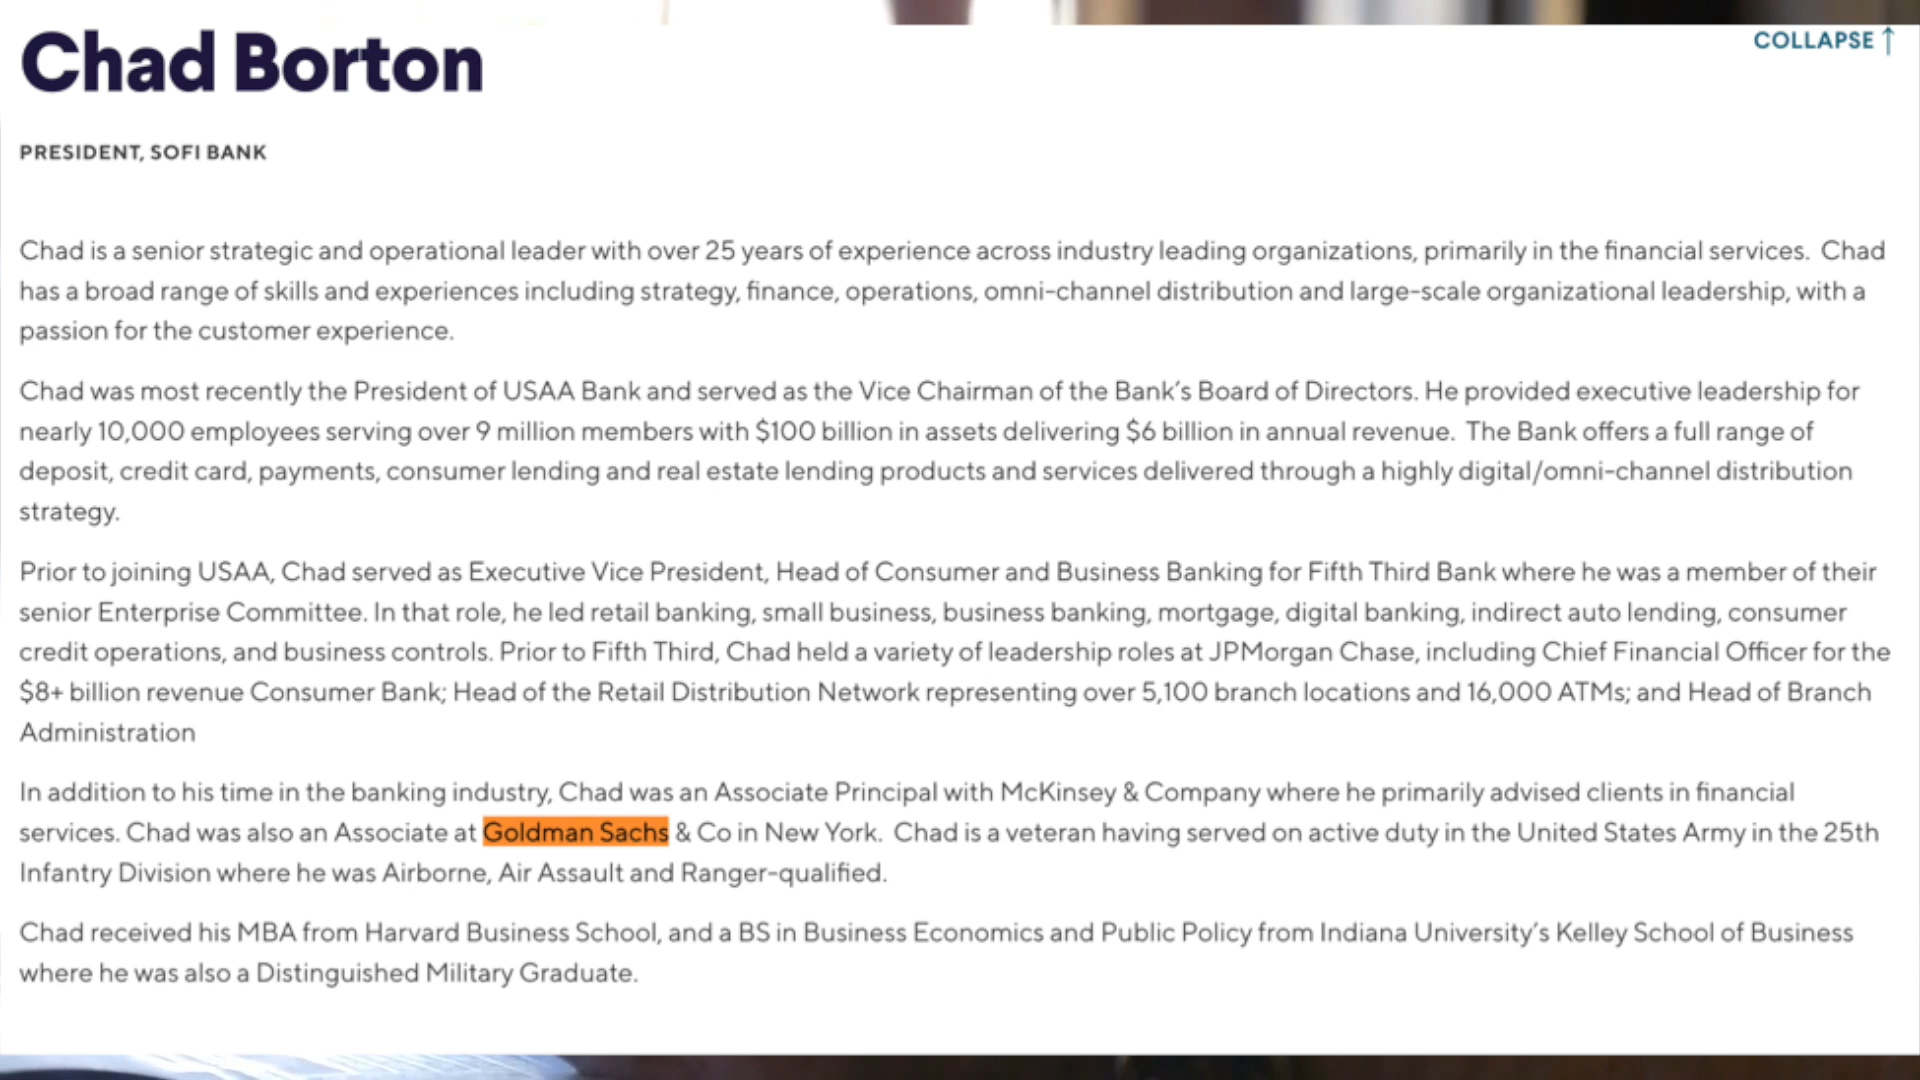 Chad Borton
COLLAPSE ↑
PRESIDENT, SOFI BANK
Chad is a senior strategic and operational leader with over 25 years of experience across industry leading organizations, primarily in the financial services.  Chad
has a broad range of skills and experiences including strategy, finance, operations, omni-channel distribution and large-scale organizational leadership, with a
passion for the customer experience.
Chad was most recently the President of USAA Bank and served as the Vice Chairman of the Bank’s Board of Directors. He provided executive leadership for
nearly 10,000 employees serving over 9 million members with $100 billion in assets delivering $6 billion in annual revenue.  The Bank offers a full range of
deposit, credit card, payments, consumer lending and real estate lending products and services delivered through a highly digital/omni-channel distribution
strategy.
Prior to joining USAA, Chad served as Executive Vice President, Head of Consumer and Business Banking for Fifth Third Bank where he was a member of their
senior Enterprise Committee. In that role, he led retail banking, small business, business banking, mortgage, digital banking, indirect auto lending, consumer
credit operations, and business controls. Prior to Fifth Third, Chad held a variety of leadership roles at JPMorgan Chase, including Chief Financial Officer for the
$8+ billion revenue Consumer Bank; Head of the Retail Distribution Network representing over 5,100 branch locations and 16,000 ATMs; and Head of Branch
Administration
In addition to his time in the banking industry, Chad was an Associate Principal with McKinsey & Company where he primarily advised clients in financial
services. Chad was also an Associate at Goldman Sachs & Co in New York.  Chad is a veteran having served on active duty in the United States Army in the 25th
Infantry Division where he was Airborne, Air Assault and Ranger-qualified.
Chad received his MBA from Harvard Business School, and a BS in Business Economics and Public Policy from Indiana University’s Kelley School of Business
where he was also a Distinguished Military Graduate.